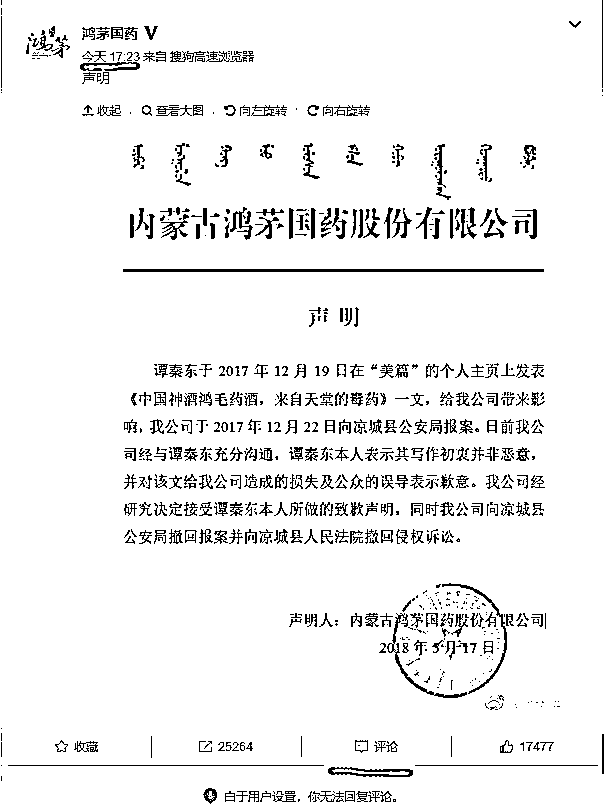 鸿茅国药 V
今天 17:23 来自 搜狗高速浏览器
声明
收起 · 查看大图 · 向左旋转 · 向右旋转
内蒙古鸿茅国药股份有限公司
声 明
谭秦东于 2017 年 12 月 19 日在“美篇”的个人主页上发表
《中国神酒鸿毛药酒，来自天堂的毒药》一文，给我公司带来影
响，我公司于 2017 年 12 月 22 日向凉城县公安局报案。日前我公
司经与谭秦东充分沟通，谭秦东本人表示其写作初衷并非恶意，
并对该文给我公司造成的损失及公众的误导表示歉意。我公司经
研究决定接受谭秦东本人所做的致歉声明，同时我公司向凉城县
公安局撤回报案并向凉城县人民法院撤回侵权诉讼。
声明人：内蒙古鸿茅国药股份有限公司
2018 年 5 月 17 日
收藏 25264 评论 17477
由于用户设置，你无法回复评论。